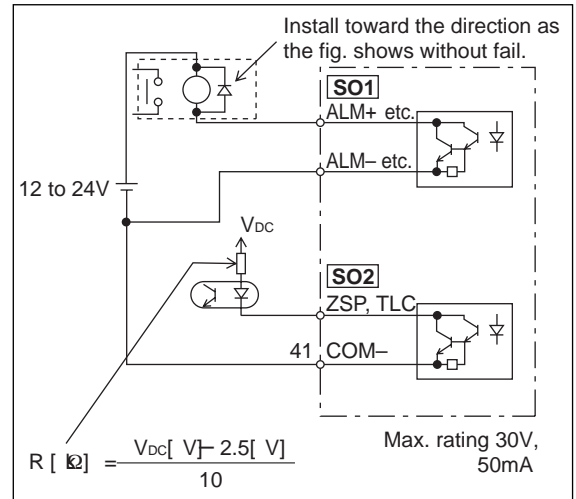 Install toward the direction as
the fig. shows without fail.
SO1
ALM+ etc.
ALM– etc.
12 to 24V
VDC
SO2
ZSP, TLC
41 COM–
Max. rating 30V,
50mA
R [ kΩ] = VDC[ V]– 2.5[ V]
10